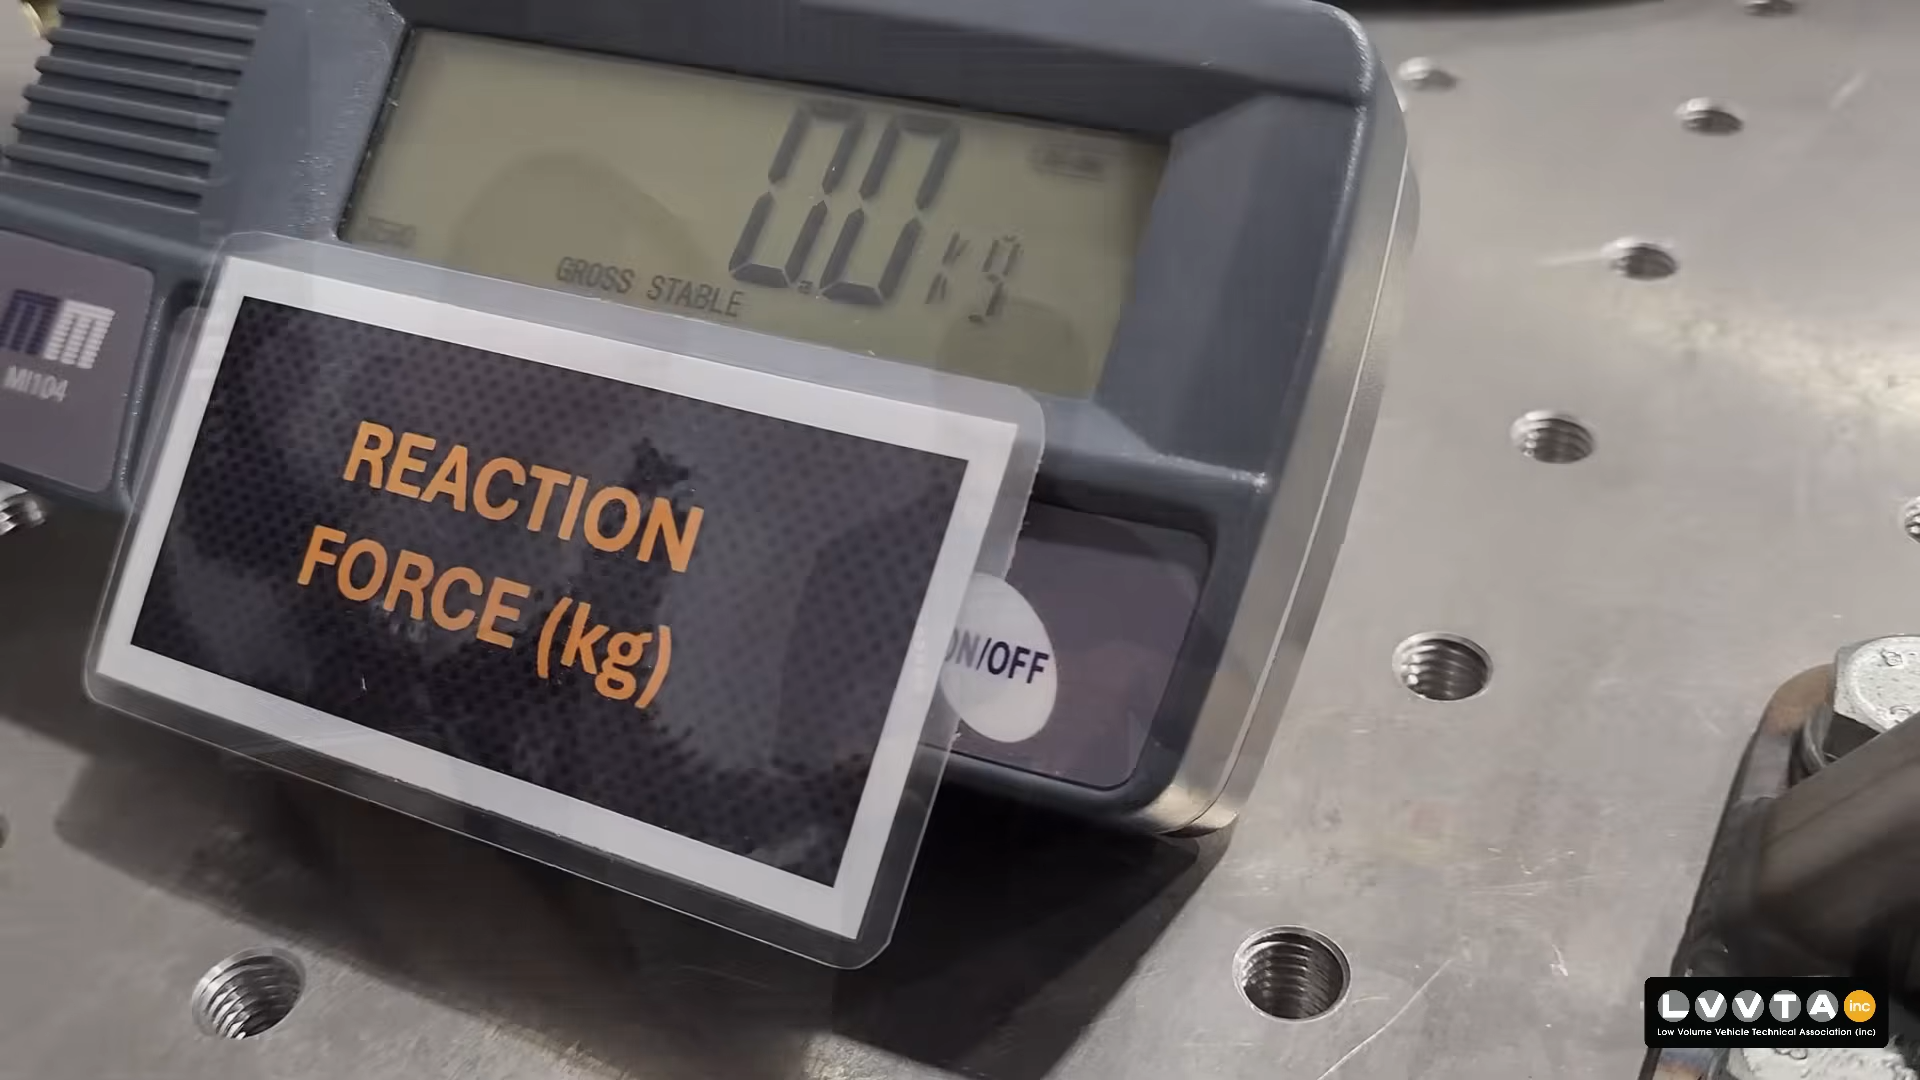 0.0 kg
GROSS STABLE
MI104
REACTION
FORCE (kg)
ON/OFF
LVVTA inc
Low Volume Vehicle Technical Association (inc)